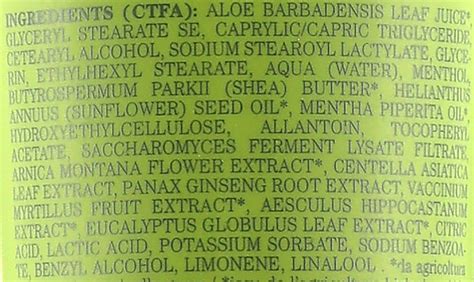 INGREDIENTS (CTFA): ALOE BARBADENSIS LEAF JUICE,
GLYCERYL STEARATE SE, CAPRYLIC/CAPRIC TRIGLYCERIDE
CETEARYL ALCOHOL, SODIUM STEAROYL LACTYLATE, GLYCE-
RIN, ETHYLHEXYL STEARATE, AQUA (WATER), MENTHOL
BUTYROSPERMUM PARKII (SHEA) BUTTER*, HELIANTHUS
ANNUUS (SUNFLOWER) SEED OIL*, MENTHA PIPERITA OIL*,
HYDROXYETHYLCELLULOSE, ALLANTOIN, TOCOPHERYL
ACETATE, SACCHAROMYCES FERMENT LYSATE FILTRATE,
ARNICA MONTANA FLOWER EXTRACT*, CENTELLA ASIATICA
LEAF EXTRACT, PANAX GINSENG ROOT EXTRACT, VACCINIUM
MYRTILLUS FRUIT EXTRACT*, AESCULUS HIPPOCASTANUM
EXTRACT*, EUCALYPTUS GLOBULUS LEAF EXTRACT*, CITRIC
ACID, LACTIC ACID, POTASSIUM SORBATE, SODIUM BENZOA-
TE, BENZYL ALCOHOL, LIMONENE, LINALOOL. *da agricoltura